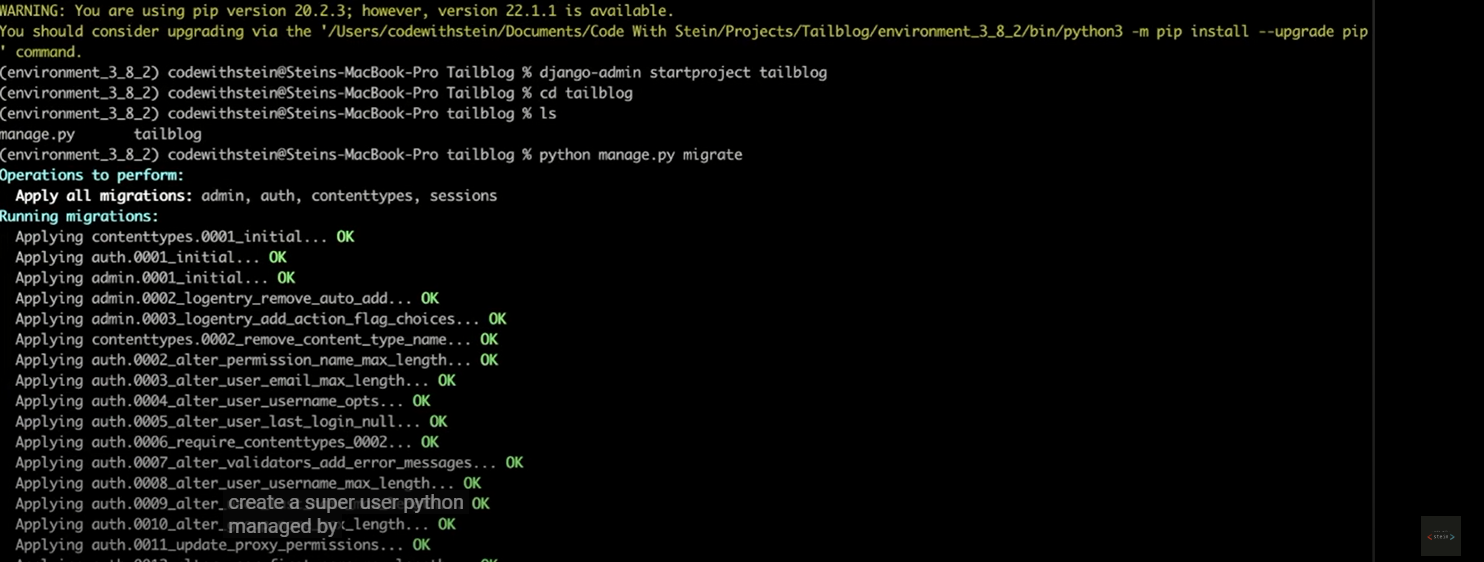 WARNING: You are using pip version 20.2.3; however, version 22.1.1 is available.
You should consider upgrading via the '/Users/codewithstein/Documents/Code With Stein/Projects/Tailblog/environment_3_8_2/bin/python3 -m pip install --upgrade pip
' command.
(environment_3_8_2) codewithstein@Steins-MacBook-Pro Tailblog % django-admin startproject tailblog
(environment_3_8_2) codewithstein@Steins-MacBook-Pro Tailblog % cd tailblog
(environment_3_8_2) codewithstein@Steins-MacBook-Pro tailblog % ls
manage.py tailblog
(environment_3_8_2) codewithstein@Steins-MacBook-Pro tailblog % python manage.py migrate
Operations to perform:
Apply all migrations: admin, auth, contenttypes, sessions
Running migrations:
Applying contenttypes.0001_initial... OK
Applying auth.0001_initial... OK
Applying admin.0001_initial... OK
Applying admin.0002_logentry_remove_auto_add... OK
Applying admin.0003_logentry_add_action_flag_choices... OK
Applying contenttypes.0002_remove_content_type_name... OK
Applying auth.0002_alter_permission_name_max_length... OK
Applying auth.0003_alter_user_email_max_length... OK
Applying auth.0004_alter_user_username_opts... OK
Applying auth.0005_alter_user_last_login_null... OK
Applying auth.0006_require_contenttypes_0002... OK
Applying auth.0007_alter_validators_add_error_messages... OK
Applying auth.0008_alter_user_username_max_length... OK
Applying auth.0009_alter_ OK
create a super user python
Applying auth.0010_alter_ _length... OK
managed by
Applying auth.0011_update_proxy_permissions... OK
STEIN